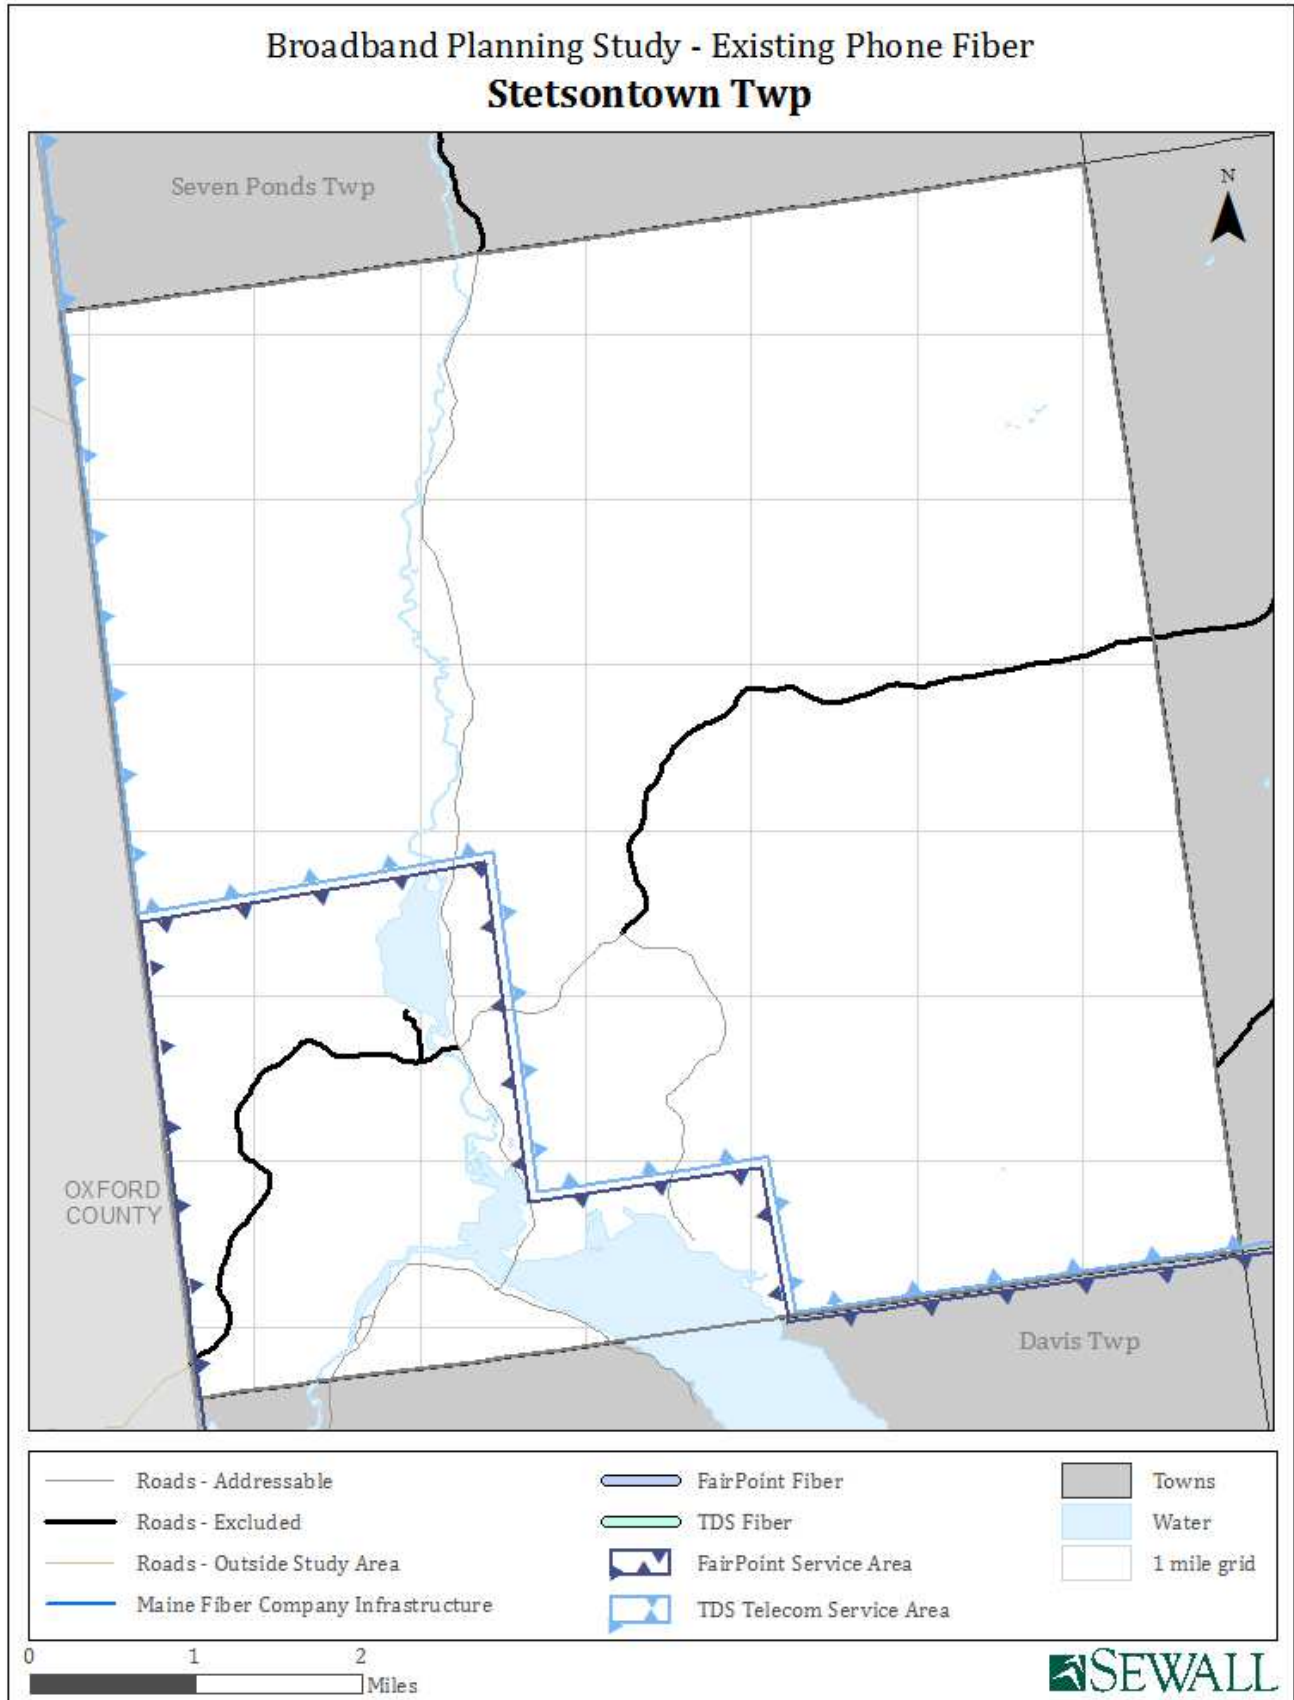 Broadband Planning Study - Existing Phone Fiber
Stetsontown Twp
Seven Ponds Twp
N
OXFORD
COUNTY
Davis Twp
Roads - Addressable
Roads - Excluded
Roads - Outside Study Area
Maine Fiber Company Infrastructure
FairPoint Fiber
TDS Fiber
FairPoint Service Area
TDS Telecom Service Area
Towns
Water
1 mile grid
0 1 2
Miles
SEWALL